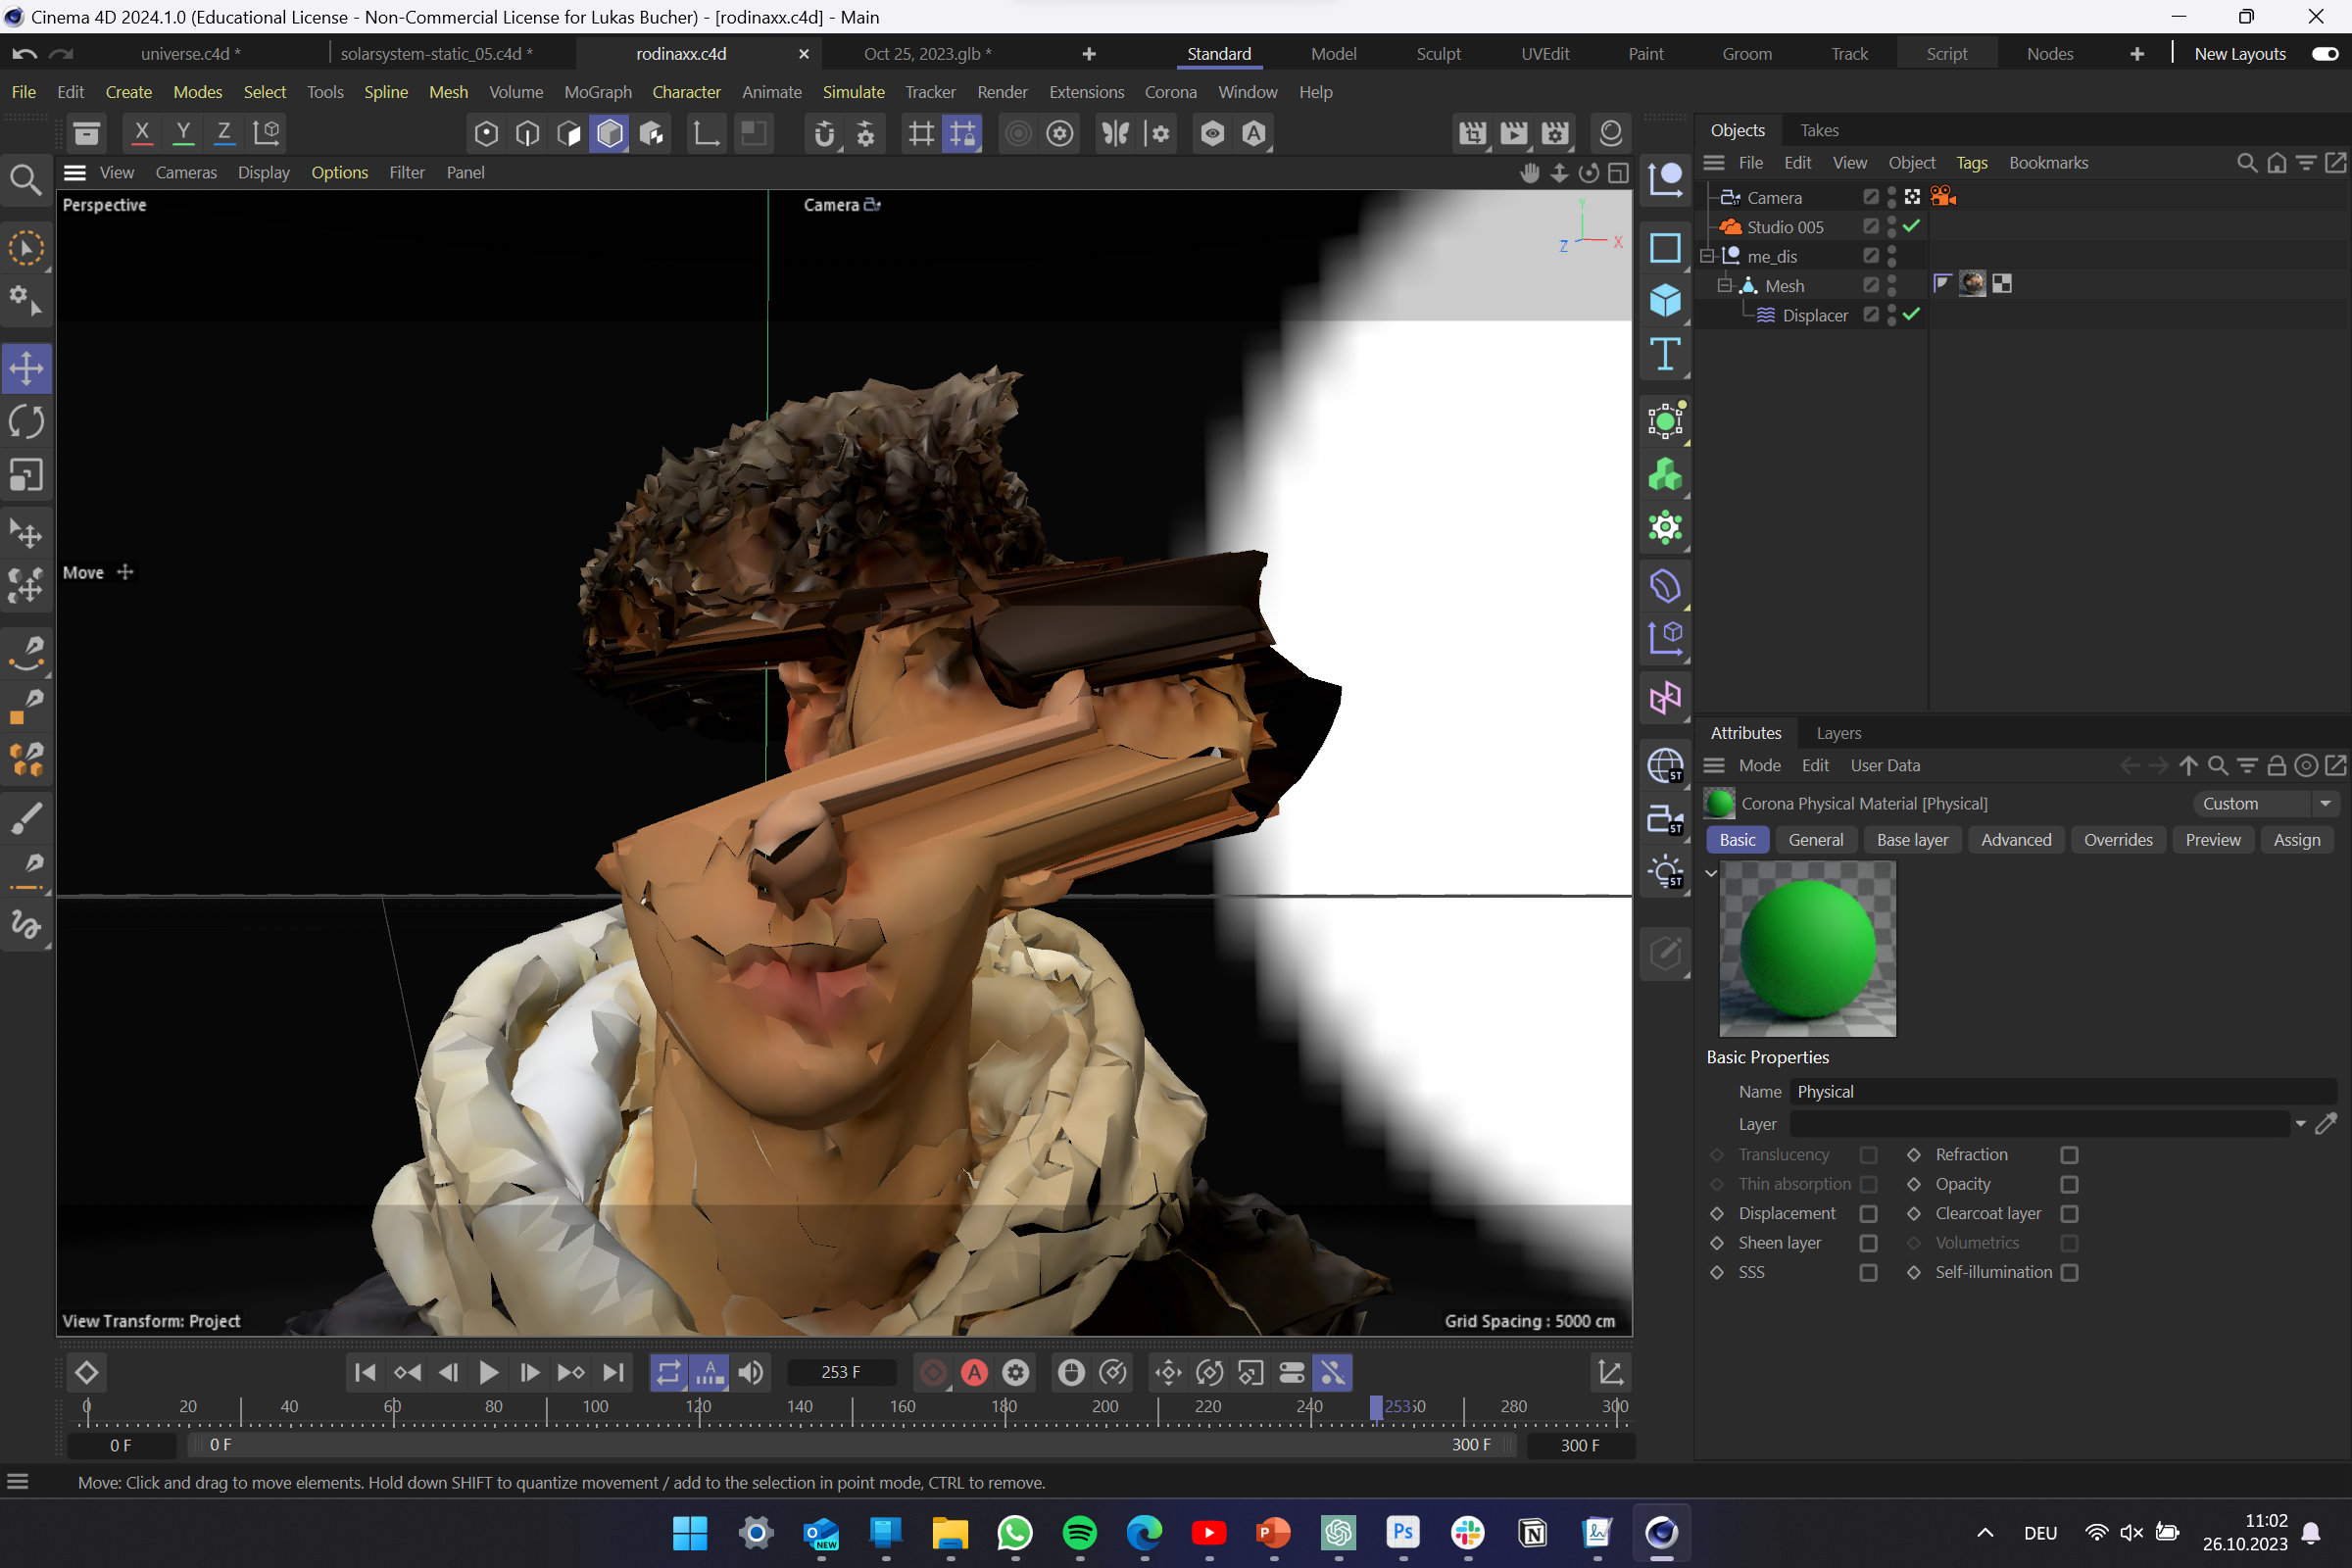 Cinema 4D 2024.1.0 (Educational License - Non-Commercial License for Lukas Bucher) - [rodinaxx.c4d] - Main
universe.c4d * solarsystem-static_05.c4d * rodinaxx.c4d Oct 25, 2023.glb * Standard Model Sculpt UVEdit Paint Groom Track Script Nodes New Layouts
File Edit Create Modes Select Tools Spline Mesh Volume MoGraph Character Animate Simulate Tracker Render Extensions Corona Window Help
X Y Z
View Cameras Display Options Filter Panel
Perspective
Camera
Y
Z X
Move
View Transform: Project
Grid Spacing : 5000 cm
Objects Takes
File Edit View Object Tags Bookmarks
Camera
Studio 005
me_dis
Mesh
Displacer
Attributes Layers
Mode Edit User Data
Corona Physical Material [Physical] Custom
Basic General Base layer Advanced Overrides Preview Assign
Basic Properties
Name Physical
Layer
Translucency Refraction
Thin absorption Opacity
Displacement Clearcoat layer
Sheen layer Volumetrics
SSS Self-illumination
253 F
0 20 40 60 80 100 120 140 160 180 200 220 240 253 280 300
0 F 0 F 300 F 300 F
Move: Click and drag to move elements. Hold down SHIFT to quantize movement / add to the selection in point mode, CTRL to remove.
DEU
11:02
26.10.2023